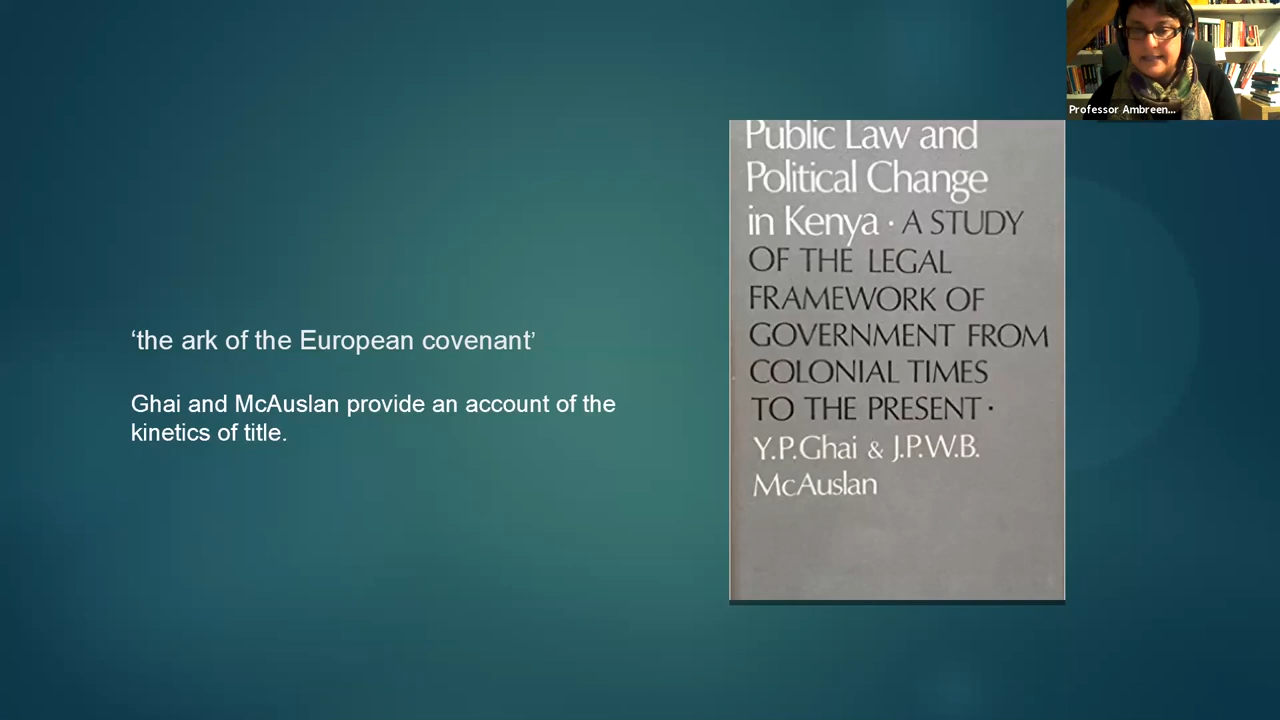 ‘the ark of the European covenant’
Ghai and McAuslan provide an account of the
kinetics of title.
Public Law and
Political Change
in Kenya · A STUDY
OF THE LEGAL
FRAMEWORK OF
GOVERNMENT FROM
COLONIAL TIMES
TO THE PRESENT ·
Y.P.Ghai & J.P.W.B.
McAuslan
Professor Ambreen...